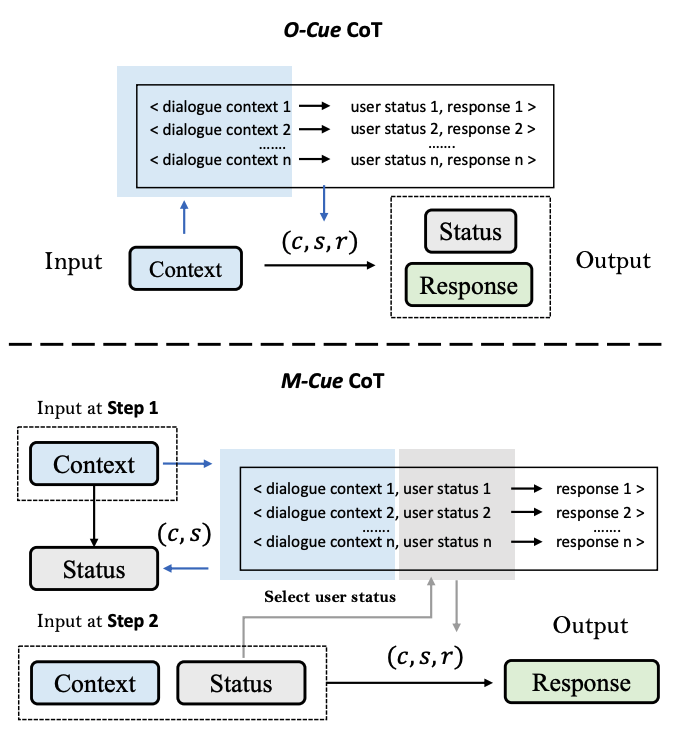 O-Cue CoT
< dialogue context 1 → user status 1, response 1 >
< dialogue context 2 → user status 2, response 2 >
....... .......
< dialogue context n → user status n, response n >
(c, s, r)
Input
Context
Status
Response
Output
M-Cue CoT
Input at Step 1
Context
(c, s)
Status
< dialogue context 1, user status 1 → response 1 >
< dialogue context 2, user status 2 → response 2 >
....... .......
< dialogue context n, user status n → response n >
Select user status
Input at Step 2
Context
Status
(c, s, r)
Output
Response